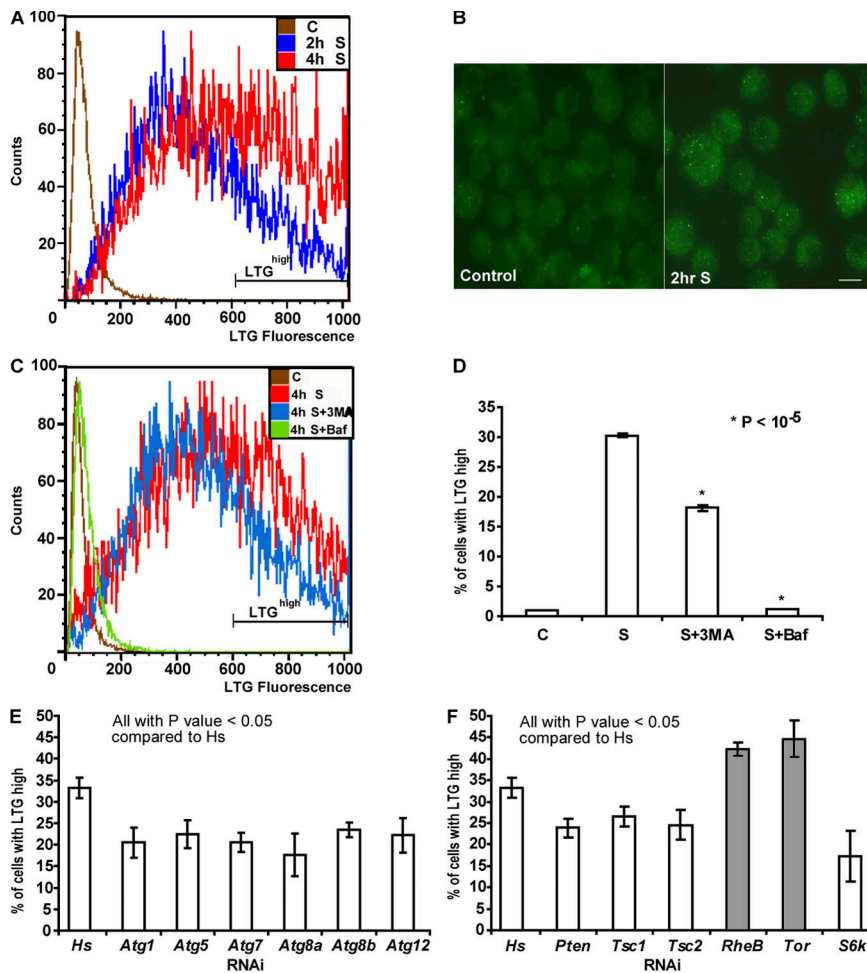 A
100
80
60
40
20
0
Counts
0 200 400 600 800 1000
LTG Fluorescence
C
2h S
4h S
LTG high
B
Control
2hr S
C
100
80
60
40
20
0
Counts
0 200 400 600 800 1000
LTG Fluorescence
C
4h S
4h S+3MA
4h S+Baf
LTG high
D
35
30
25
20
15
10
5
0
% of cells with LTG high
* P < 10-5
*
*
C S S+3MA S+Baf
E
50
45
40
35
30
25
20
15
10
5
0
% of cells with LTG high
All with P value < 0.05
compared to Hs
Hs Atg1 Atg5 Atg7 Atg8a Atg8b Atg12
RNAi
F
50
45
40
35
33
25
20
15
10
5
0
% of cells with LTG high
All with P value < 0.05
compared to Hs
Hs Pten Tsc1 Tsc2 RheB Tor S6k
RNAi